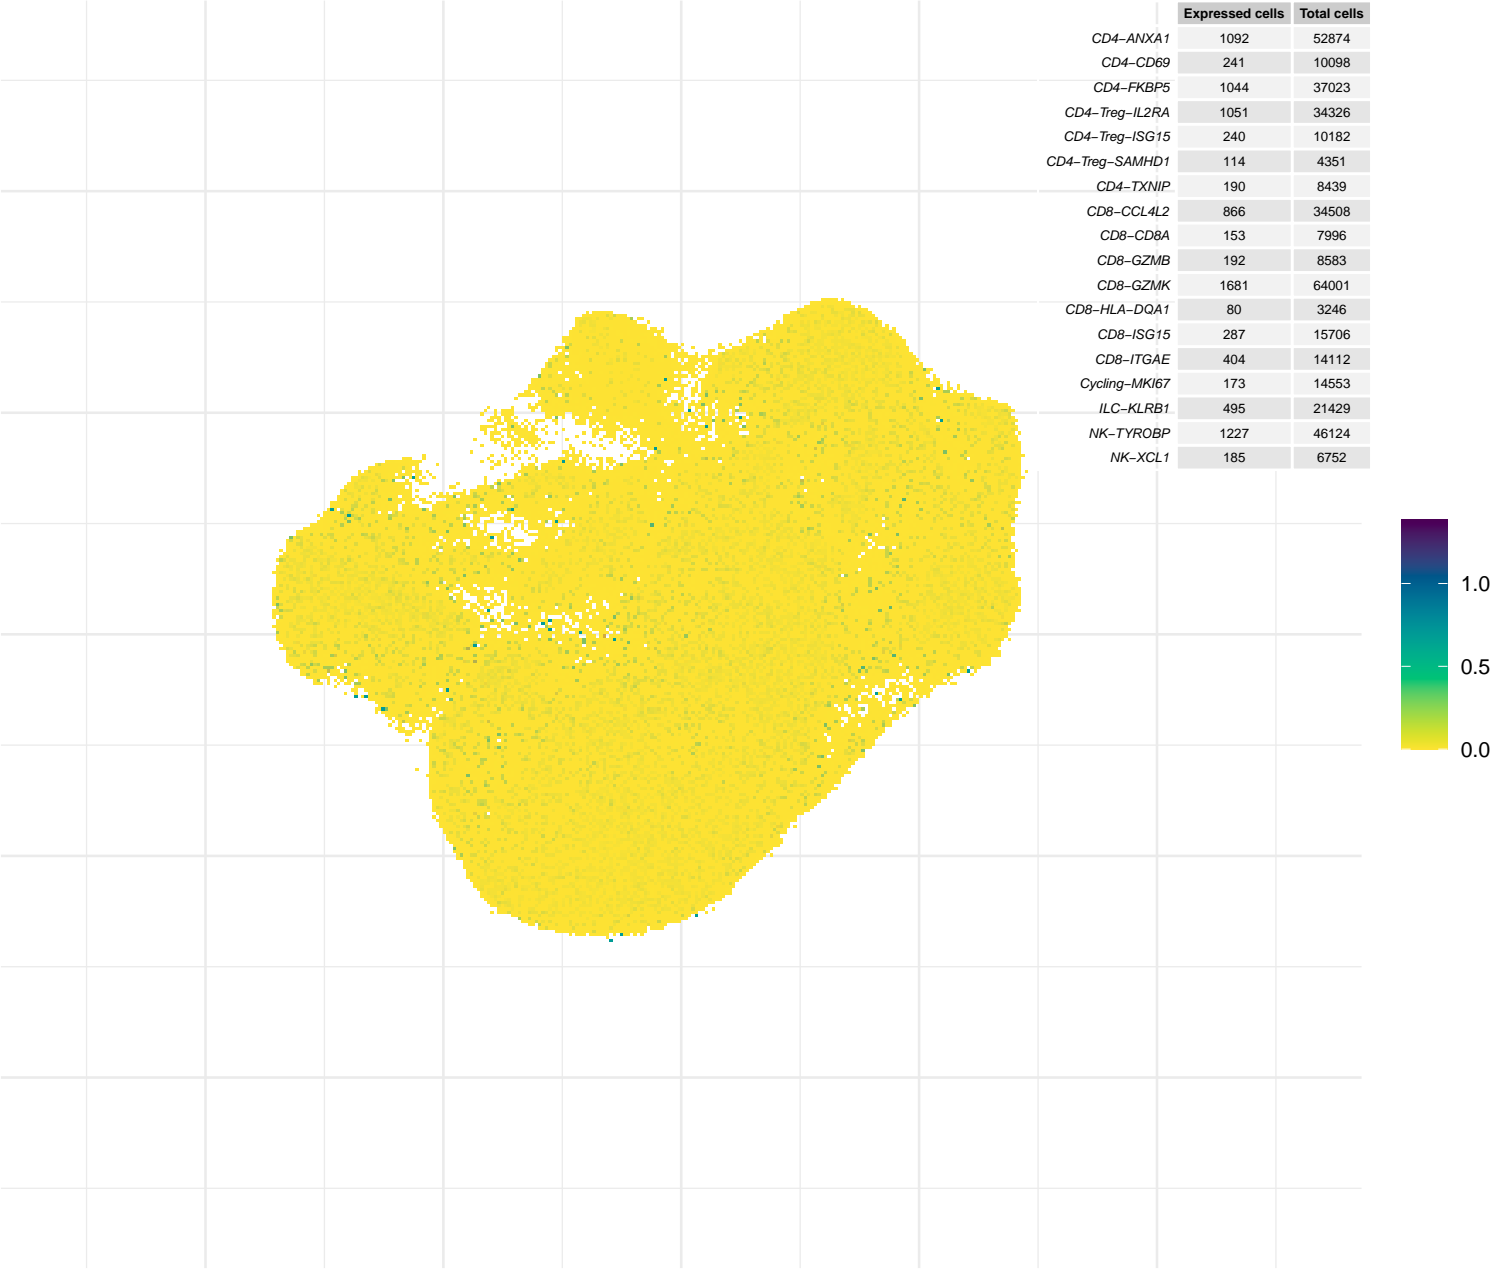 Expressed cells Total cells
CD4−ANXA1 1092 52874
CD4−CD69 241 10098
CD4−FKBP5 1044 37023
CD4−Treg−IL2RA 1051 34326
CD4−Treg−ISG15 240 10182
CD4−Treg−SAMHD1 114 4351
CD4−TXNIP 190 8439
CD8−CCL4L2 866 34508
CD8−CD8A 153 7996
CD8−GZMB 192 8583
CD8−GZMK 1681 64001
CD8−HLA−DQA1 80 3246
CD8−ISG15 287 15706
CD8−ITGAE 404 14112
Cycling−MKI67 173 14553
ILC−KLRB1 495 21429
NK−TYROBP 1227 46124
NK−XCL1 185 6752
1.0
0.5
0.0